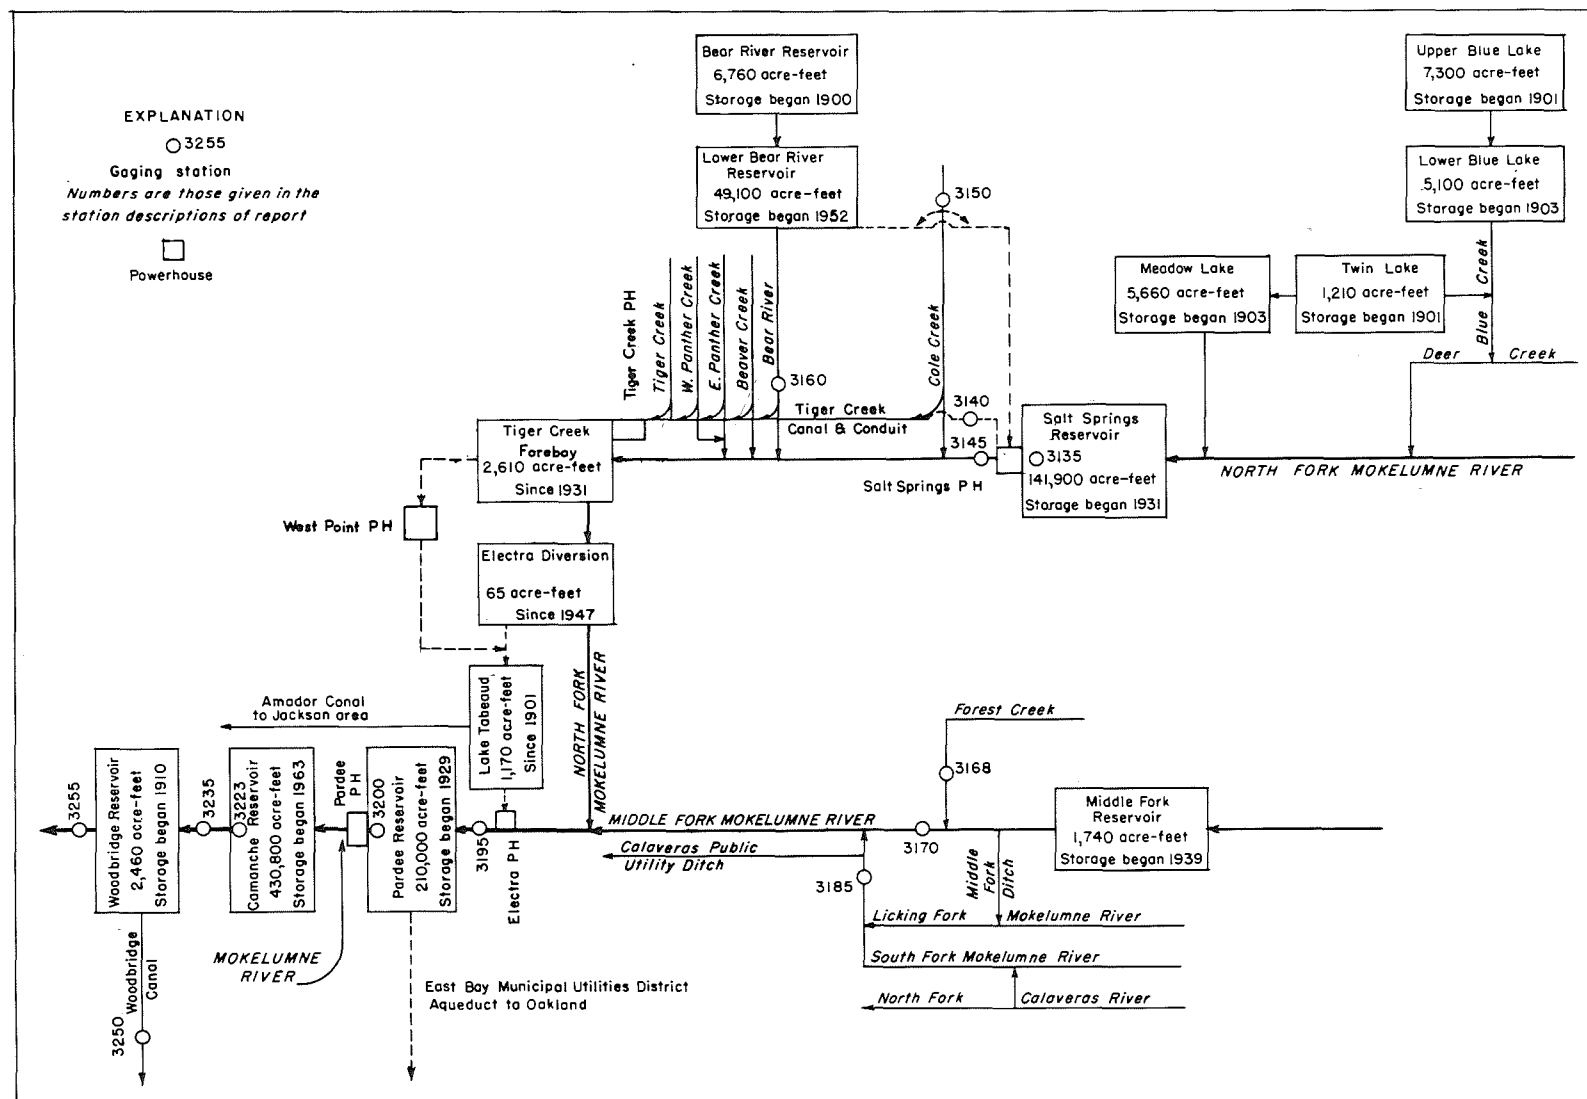 EXPLANATION
3255
Gaging station
Numbers are those given in the
station descriptions of report
Powerhouse
Bear River Reservoir
6,760 acre-feet
Storage began 1900
Lower Bear River
Reservoir
49,100 acre-feet
Storage began 1952
3150
Upper Blue Lake
7,300 acre-feet
Storage began 1901
Lower Blue Lake
5,100 acre-feet
Storage began 1903
Meadow Lake
5,660 acre-feet
Storage began 1903
Twin Lake
1,210 acre-feet
Storage began 1901
Blue Creek
Deer Creek
Tiger Creek PH
Tiger Creek
W. Panther Creek
E. Panther Creek
Beaver Creek
Bear River
Cole Creek
3160
Tiger Creek
Canal & Conduit
3140
3145
Salt Springs PH
Salt Springs
Reservoir
3135
141,900 acre-feet
Storage began 1931
NORTH FORK MOKELUMNE RIVER
Tiger Creek
Forebay
2,610 acre-feet
Since 1931
West Point PH
Electra Diversion
65 acre-feet
Since 1947
Lake Tabeaud
1,170 acre-feet
Since 1901
NORTH FORK
MOKELUMNE RIVER
Amador Canal
to Jackson area
Forest Creek
3168
Middle Fork
Reservoir
1,740 acre-feet
Storage began 1939
MIDDLE FORK MOKELUMNE RIVER
3170
Calaveras Public
Utility Ditch
Middle Fork
Ditch
3185
Licking Fork Mokelumne River
South Fork Mokelumne River
North Fork Calaveras River
3255
Woodbridge Reservoir
2,460 acre-feet
Storage began 1910
3235
3223
Camanche Reservoir
430,800 acre-feet
Storage began 1963
Pardee
PH
3200
Pardee Reservoir
210,000 acre-feet
Storage began 1929
3195
Electra PH
MOKELUMNE
RIVER
Woodbridge
Canal
3250
East Bay Municipal Utilities District
Aqueduct to Oakland